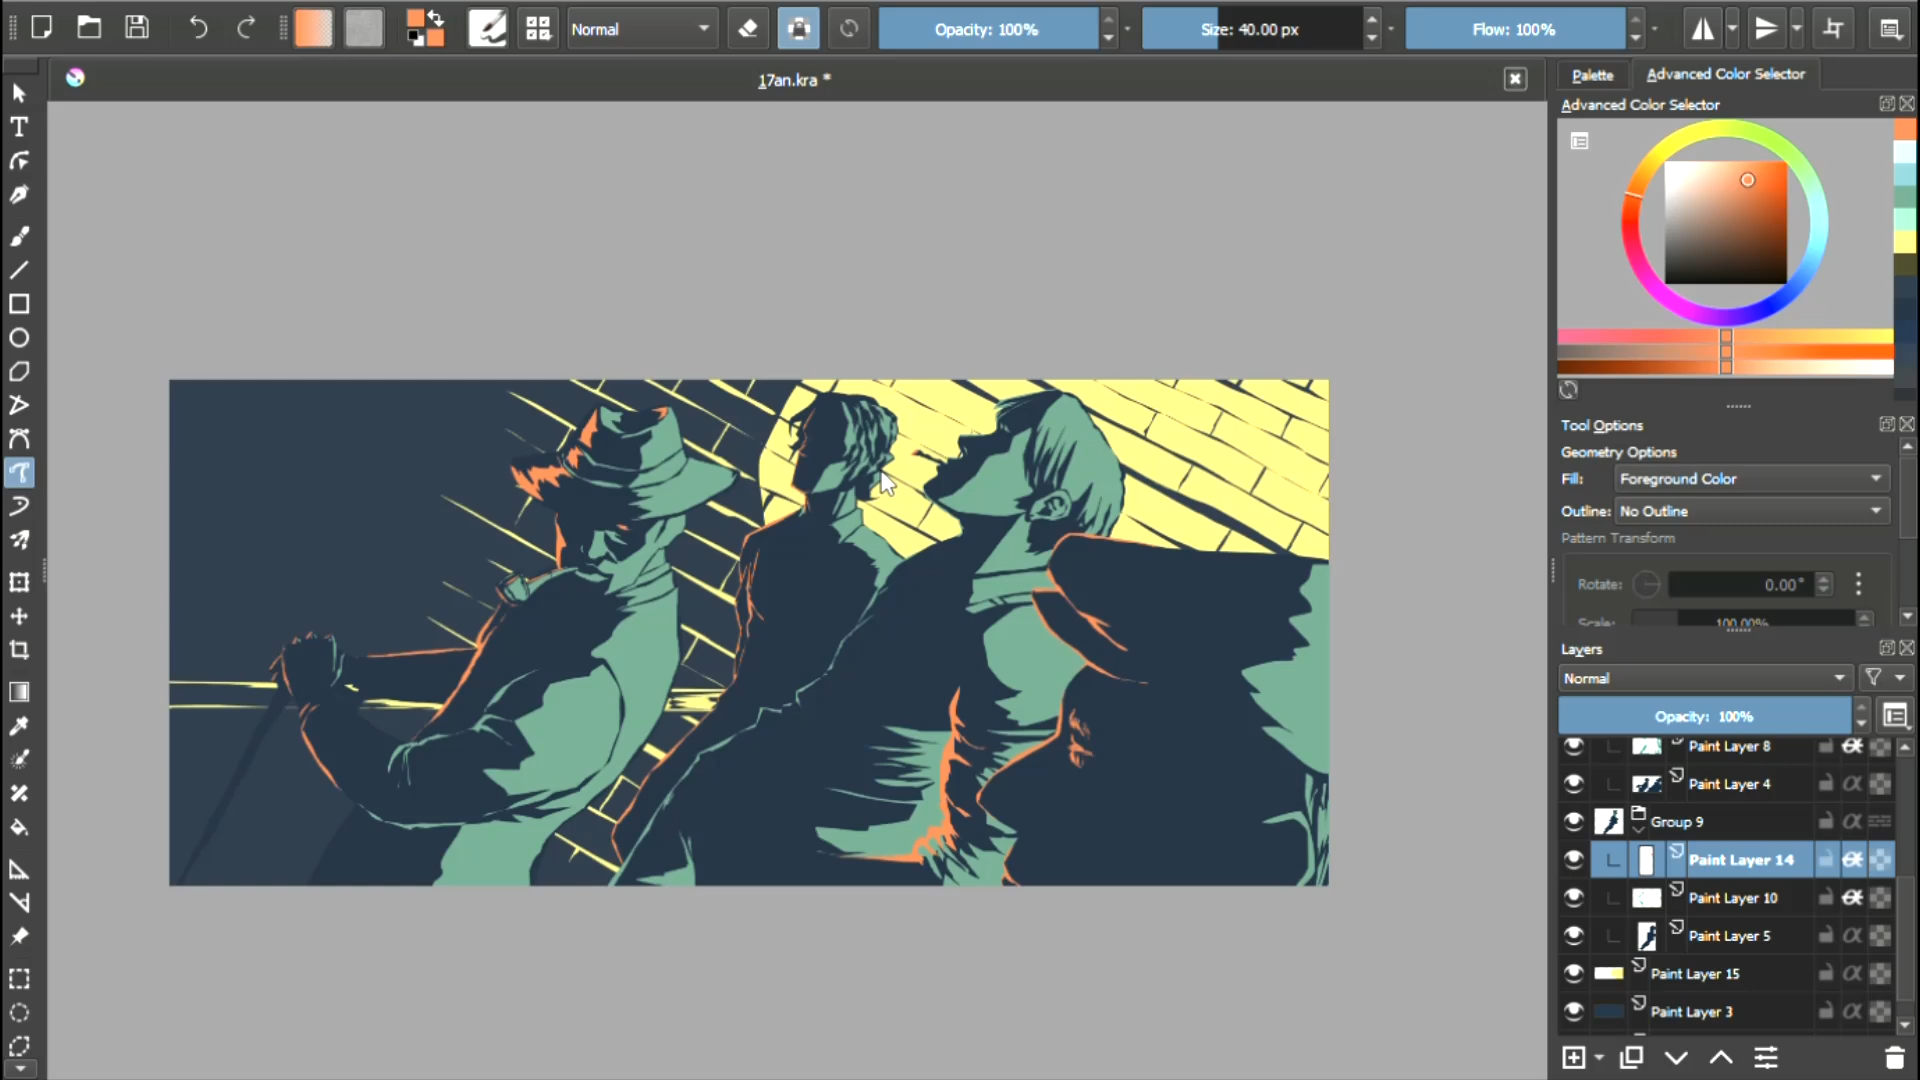 Normal
Opacity: 100%
Size: 40.00 px
Flow: 100%
17an.kra *
Palette
Advanced Color Selector
Advanced Color Selector
Tool Options
Geometry Options
Fill:
Foreground Color
Outline:
No Outline
Pattern Transform
Rotate:
0.00°
Scale:
100.00%
Layers
Normal
Opacity: 100%
Paint Layer 8
Paint Layer 4
Group 9
Paint Layer 14
Paint Layer 10
Paint Layer 5
Paint Layer 15
Paint Layer 3